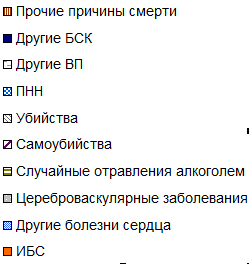 Прочие причины смерти
Другие БСК
Другие ВП
ПНН
Убийства
Самоубийства
Случайные отравления алкоголем
Цереброваскулярные заболевания
Другие болезни сердца
ИБС